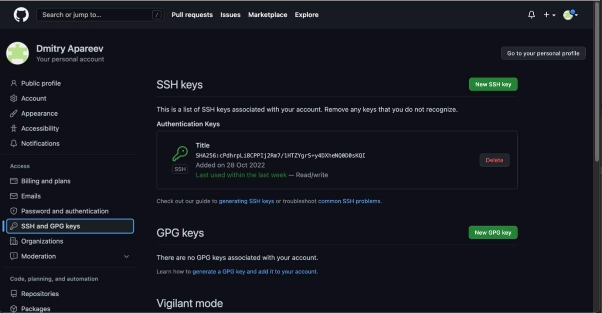 Search or jump to... /
Pull requests Issues Marketplace Explore
Dmitry Apareev
Your personal account
Go to your personal profile
Public profile
Account
Appearance
Accessibility
Notifications
Access
Billing and plans
Emails
Password and authentication
SSH and GPG keys
Organizations
Moderation
Code, planning, and automation
Repositories
Packages
SSH keys
New SSH key
This is a list of SSH keys associated with your account. Remove any keys that you do not recognize.
Authentication Keys
Title
SSH
Added on 28 Oct 2022
Last used within the last week — Read/write
Delete
Check out our guide to generating SSH keys or troubleshoot common SSH problems.
GPG keys
New GPG key
There are no GPG keys associated with your account.
Learn how to generate a GPG key and add it to your account.
Vigilant mode